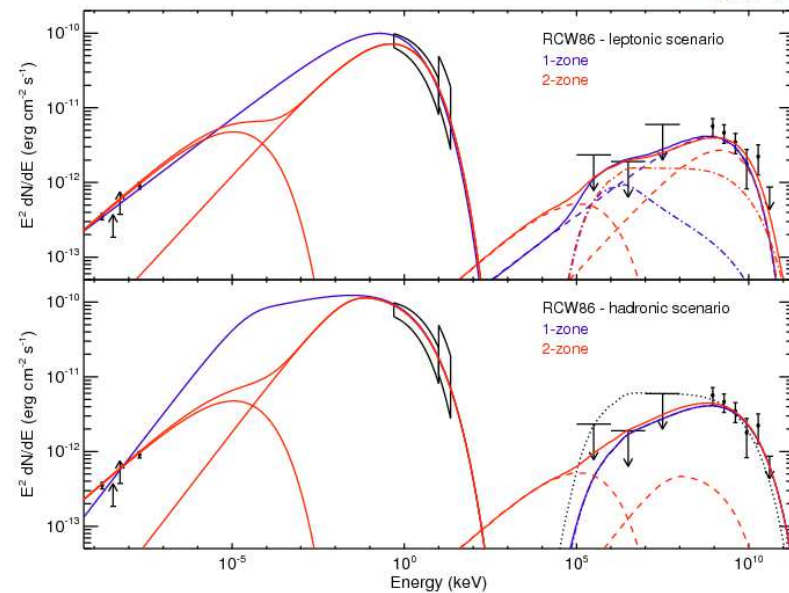 RCW86 - leptonic scenario
1-zone
2-zone
E² dN/dE (erg cm⁻² s⁻¹)
10⁻¹⁰
10⁻¹¹
10⁻¹²
10⁻¹³
RCW86 - hadronic scenario
1-zone
2-zone
E² dN/dE (erg cm⁻² s⁻¹)
10⁻¹⁰
10⁻¹¹
10⁻¹²
10⁻¹³
10⁻⁵ 10⁰ 10⁵ 10¹⁰
Energy (keV)